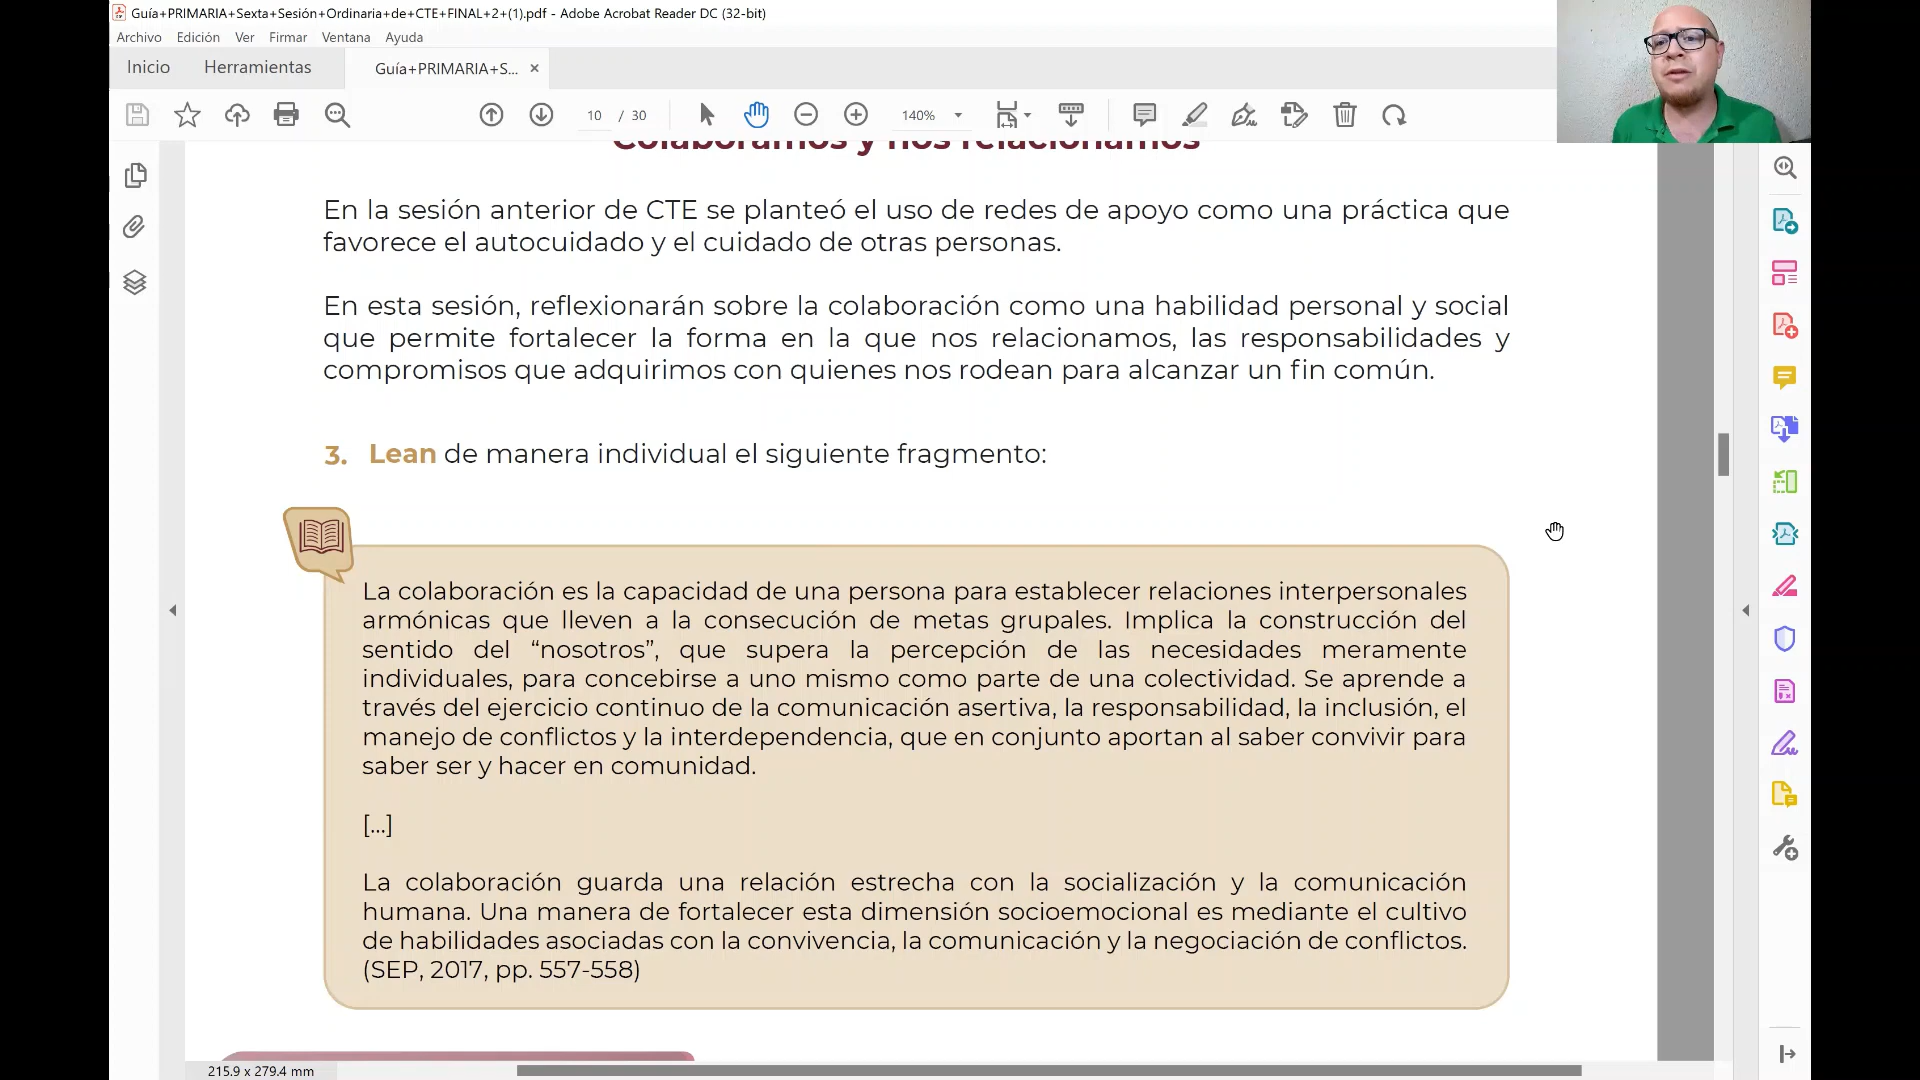 Guía+PRIMARIA+Sexta+Sesión+Ordinaria+de+CTE+FINAL+2+(1).pdf - Adobe Acrobat Reader DC (32-bit)
Archivo Edición Ver Firmar Ventana Ayuda
Inicio Herramientas Guía+PRIMARIA+S... ×
10 / 30 140%
Colaboramos y nos relacionamos
En la sesión anterior de CTE se planteó el uso de redes de apoyo como una práctica que
favorece el autocuidado y el cuidado de otras personas.
En esta sesión, reflexionarán sobre la colaboración como una habilidad personal y social
que permite fortalecer la forma en la que nos relacionamos, las responsabilidades y
compromisos que adquirimos con quienes nos rodean para alcanzar un fin común.
3. Lean de manera individual el siguiente fragmento:
La colaboración es la capacidad de una persona para establecer relaciones interpersonales
armónicas que lleven a la consecución de metas grupales. Implica la construcción del
sentido del “nosotros”, que supera la percepción de las necesidades meramente
individuales, para concebirse a uno mismo como parte de una colectividad. Se aprende a
través del ejercicio continuo de la comunicación asertiva, la responsabilidad, la inclusión, el
manejo de conflictos y la interdependencia, que en conjunto aportan al saber convivir para
saber ser y hacer en comunidad.
[...]
La colaboración guarda una relación estrecha con la socialización y la comunicación
humana. Una manera de fortalecer esta dimensión socioemocional es mediante el cultivo
de habilidades asociadas con la convivencia, la comunicación y la negociación de conflictos.
(SEP, 2017, pp. 557-558)
215.9 x 279.4 mm